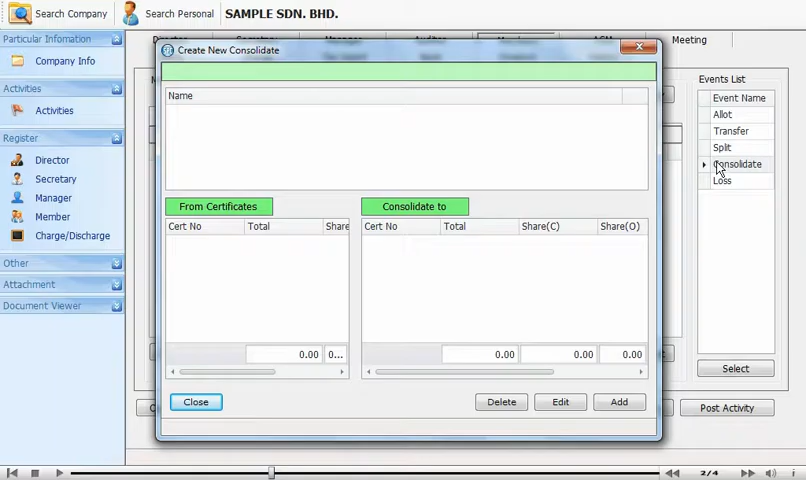 Search Company
Search Personal
SAMPLE SDN. BHD.
Particular Infomation
Company Info
Activities
Activities
Register
Director
Secretary
Manager
Member
Charge/Discharge
Other
Attachment
Document Viewer
Meeting
Create New Consolidate
Name
From Certificates
Consolidate to
Cert No
Total
Share
Cert No
Total
Share(C)
Share(O)
0.00
0...
0.00
0.00
0.00
Close
Delete
Edit
Add
Events List
Event Name
Allot
Transfer
Split
Consolidate
Loss
Select
Post Activity
2/4